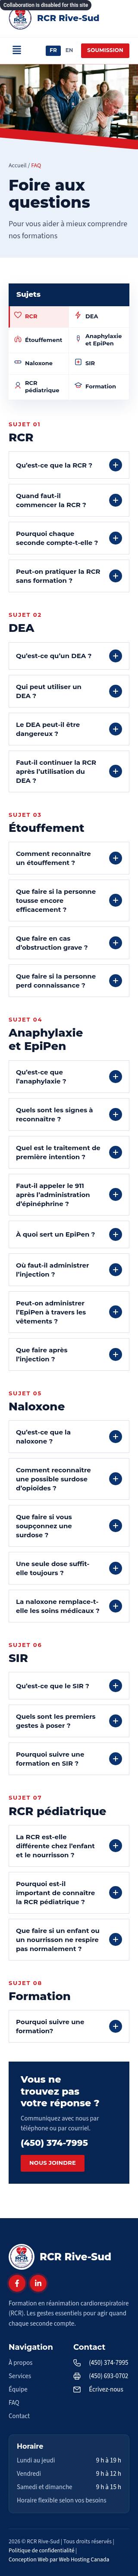 Collaboration is disabled for this site
RCR Rive-Sud
FR EN SOUMISSION
Accueil / FAQ
Foire aux
questions
Pour vous aider à mieux comprendre
nos formations
Sujets
RCR
DEA
Étouffement
Anaphylaxie
et EpiPen
Naloxone
SIR
RCR
pédiatrique
Formation
SUJET 01
RCR
Qu’est-ce que la RCR ?
Quand faut-il
commencer la RCR ?
Pourquoi chaque
seconde compte-t-elle ?
Peut-on pratiquer la RCR
sans formation ?
SUJET 02
DEA
Qu’est-ce qu’un DEA ?
Qui peut utiliser un
DEA ?
Le DEA peut-il être
dangereux ?
Faut-il continuer la RCR
après l’utilisation du
DEA ?
SUJET 03
Étouffement
Comment reconnaître
un étouffement ?
Que faire si la personne
tousse encore
efficacement ?
Que faire en cas
d’obstruction grave ?
Que faire si la personne
perd connaissance ?
SUJET 04
Anaphylaxie
et EpiPen
Qu’est-ce que
l’anaphylaxie ?
Quels sont les signes à
reconnaître ?
Quel est le traitement de
première intention ?
Faut-il appeler le 911
après l’administration
d’épinéphrine ?
À quoi sert un EpiPen ?
Où faut-il administrer
l’injection ?
Peut-on administrer
l’EpiPen à travers les
vêtements ?
Que faire après
l’injection ?
SUJET 05
Naloxone
Qu’est-ce que la
naloxone ?
Comment reconnaître
une possible surdose
d’opioïdes ?
Que faire si vous
soupçonnez une
surdose ?
Une seule dose suffit-
elle toujours ?
La naloxone remplace-t-
elle les soins médicaux ?
SUJET 06
SIR
Qu’est-ce que le SIR ?
Quels sont les premiers
gestes à poser ?
Pourquoi suivre une
formation en SIR ?
SUJET 07
RCR pédiatrique
La RCR est-elle
différente chez l’enfant
et le nourrisson ?
Pourquoi est-il
important de connaître
la RCR pédiatrique ?
Que faire si un enfant ou
un nourrisson ne respire
pas normalement ?
SUJET 08
Formation
Pourquoi suivre une
formation?
Vous ne
trouvez pas
votre réponse ?
Communiquez avec nous par
téléphone ou par courriel.
(450) 374-7995
NOUS JOINDRE
RCR Rive-Sud
Formation en réanimation cardiorespiratoire
(RCR). Les gestes essentiels pour agir quand
chaque seconde compte.
Navigation
À propos
Services
Équipe
FAQ
Contact
Contact
(450) 374-7995
(450) 693-0702
Écrivez-nous
Horaire
Lundi au jeudi 9 h à 19 h
Vendredi 9 h à 12 h
Samedi et dimanche 9 h à 15 h
Horaire flexible selon vos besoins
2026 © RCR Rive-Sud | Tous droits réservés |
Politique de confidentialité |
Conception Web par Web Hosting Canada